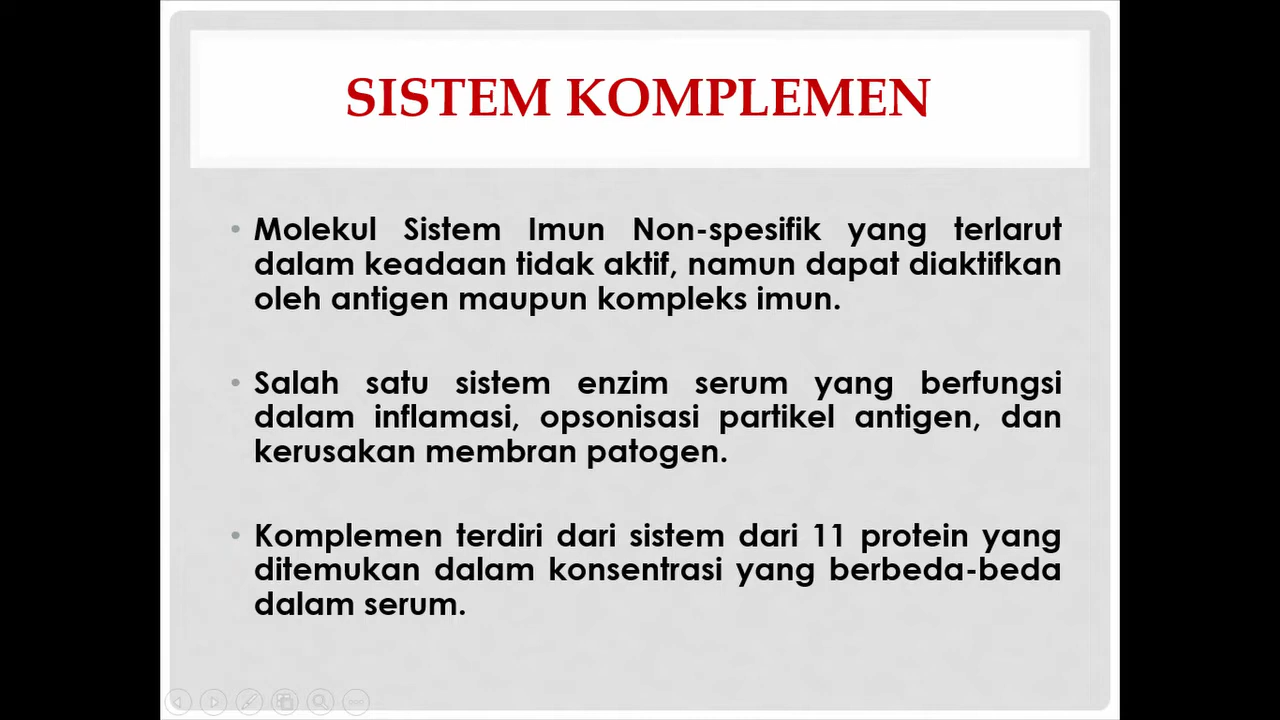 SISTEM KOMPLEMEN
• Molekul Sistem Imun Non-spesifik yang terlarut
dalam keadaan tidak aktif, namun dapat diaktifkan
oleh antigen maupun kompleks imun.
• Salah satu sistem enzim serum yang berfungsi
dalam inflamasi, opsonisasi partikel antigen, dan
kerusakan membran patogen.
• Komplemen terdiri dari sistem dari 11 protein yang
ditemukan dalam konsentrasi yang berbeda-beda
dalam serum.